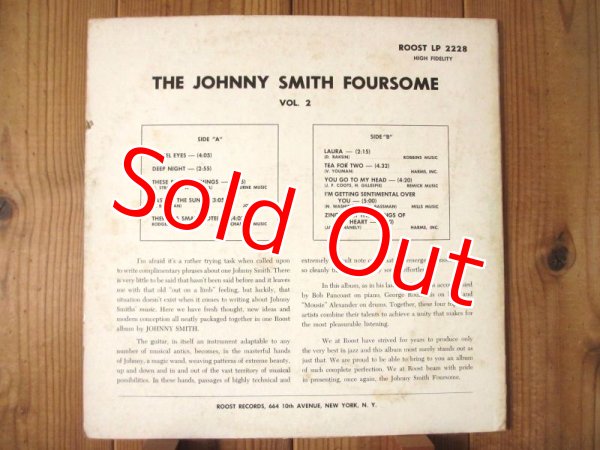 ROOST LP 2228
HIGH FIDELITY
THE JOHNNY SMITH FOURSOME
VOL. 2
SIDE "A"
EYES — (4:05)
DEEP NIGHT — (2:55)
THESE
THE SUN 3:05
SMALL
SIDE "B"
LAURA — (2:15)
(D. RAKSIN) ROBBINS MUSIC
TEA FOR TWO — (4.32)
(V. YOUMAN) HARMS, INC.
YOU GO TO MY HEAD — (4:20)
(J. F. COOTS, H. GILLESPIE) REMICK MUSIC
I'M GETTING SENTIMENTAL OVER
YOU — (5:00)
MILLS MUSIC
OF
HEART —
HARMS, INC.
I'm afraid it's a rather trying task when called upon
to write complimentary phrases about one Johnny Smith. There
is very little to be said that hasn't been said before and it leaves
me with that old "out on a limb" feeling, but luckily, that
situation doesn't exist when it comes to writing about Johnny
Smiths' music. Here we have fresh thought, new ideas and
modern conception all neatly packaged together in one Roost
album by JOHNNY SMITH.
The guitar, in itself an instrument adaptable to any
number of musical antics, becomes, in the masterful hands
of Johnny, a magic wand, weaving patterns of extreme beauty,
up and down and in and out of the vast territory of musical
possibilities. In these hands, passages of highly technical and
extremely note
so cleanly
In this album, as in his accompanied
by Bob Pancoast on piano, George on and
"Mousie" Alexander on drums. Together, these four
artists combine their talents to achieve a unity that makes for
the most pleasurable listening.
We at Roost have strived for years to produce only
the very best in jazz and this album most surely stands out as
just that. We are proud to be able to bring to you an album
of such complete perfection. We at Roost beam with pride
in presenting, once again, the Johnny Smith Foursome.
ROOST RECORDS, 664 10th AVENUE, NEW YORK, N. Y.
Sold Out